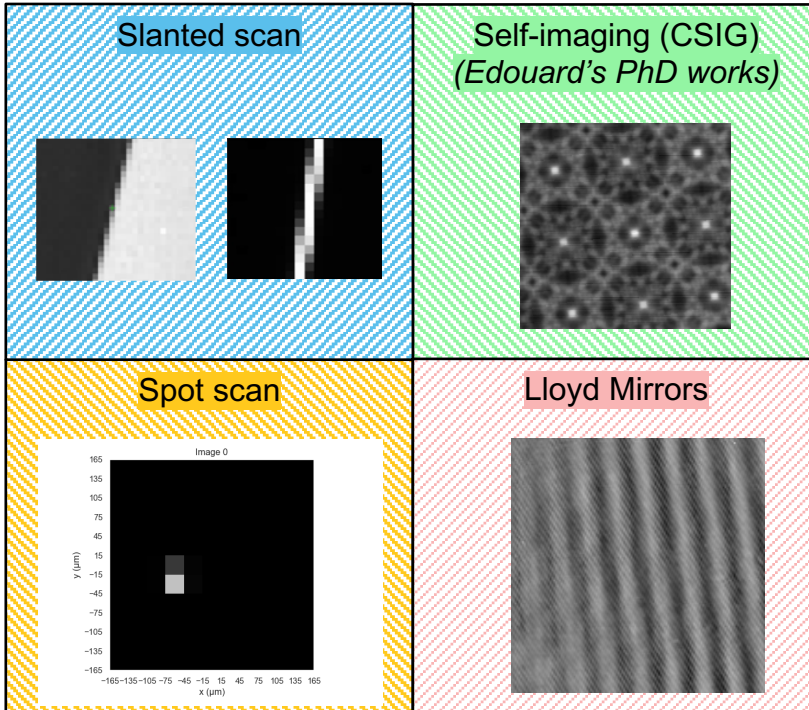 Slanted scan
Self-imaging (CSIG)
(Edouard's PhD works)
Spot scan
Lloyd Mirrors
Image 0
165
135
105
75
45
15
−15
−45
−75
−105
−135
−165
y (μm)
−165−135−105 −75 −45 −15 15 45 75 105 135 165
x (μm)